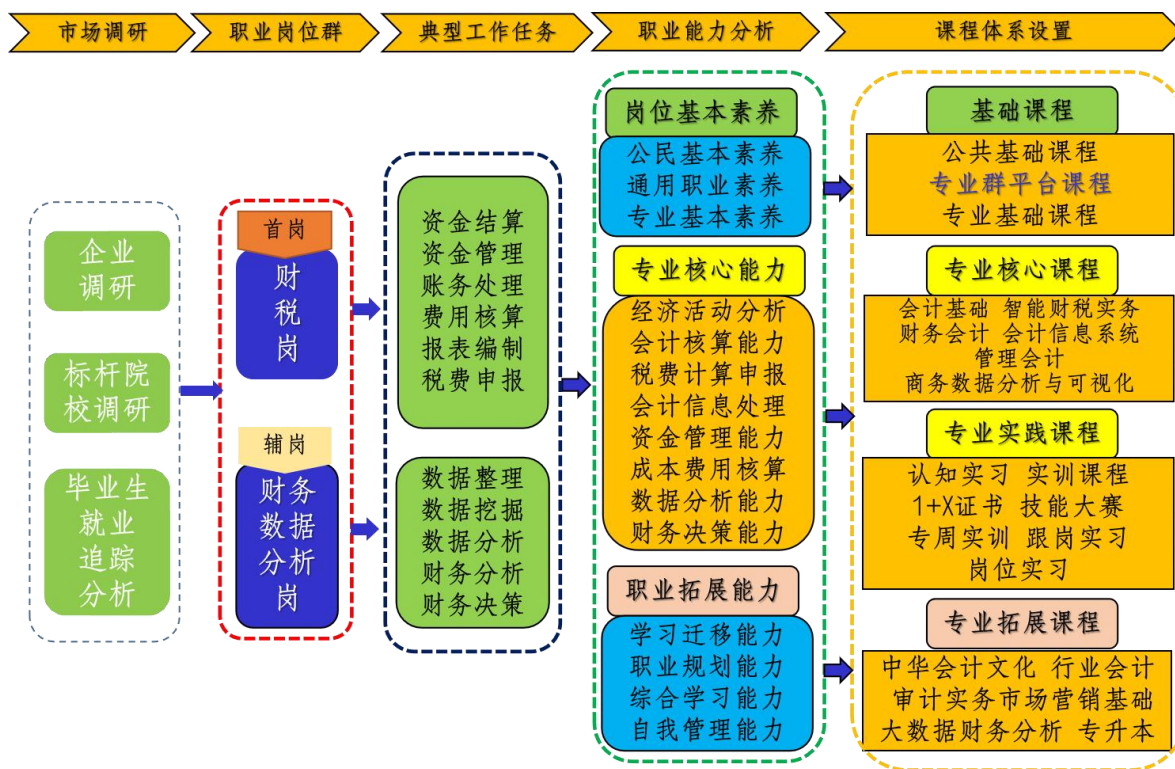 市场调研
职业岗位群
典型工作任务
职业能力分析
课程体系设置
企业
调研
标杆院
校调研
毕业生
就业
追踪
分析
首岗
财
税
岗
辅岗
财务
数据
分析
岗
资金结算
资金管理
账务处理
费用核算
报表编制
税费申报
数据整理
数据挖掘
数据分析
财务分析
财务决策
岗位基本素养
公民基本素养
通用职业素养
专业基本素养
专业核心能力
经济活动分析
会计核算能力
税费计算申报
会计信息处理
资金管理能力
成本费用核算
数据分析能力
财务决策能力
职业拓展能力
学习迁移能力
职业规划能力
综合学习能力
自我管理能力
基础课程
公共基础课程
专业群平台课程
专业基础课程
专业核心课程
会计基础 智能财税实务
财务会计 会计信息系统
管理会计
商务数据分析与可视化
专业实践课程
认知实习 实训课程
1+X证书 技能大赛
专周实训 跟岗实习
岗位实习
专业拓展课程
中华会计文化 行业会计
审计实务市场营销基础
大数据财务分析 专升本